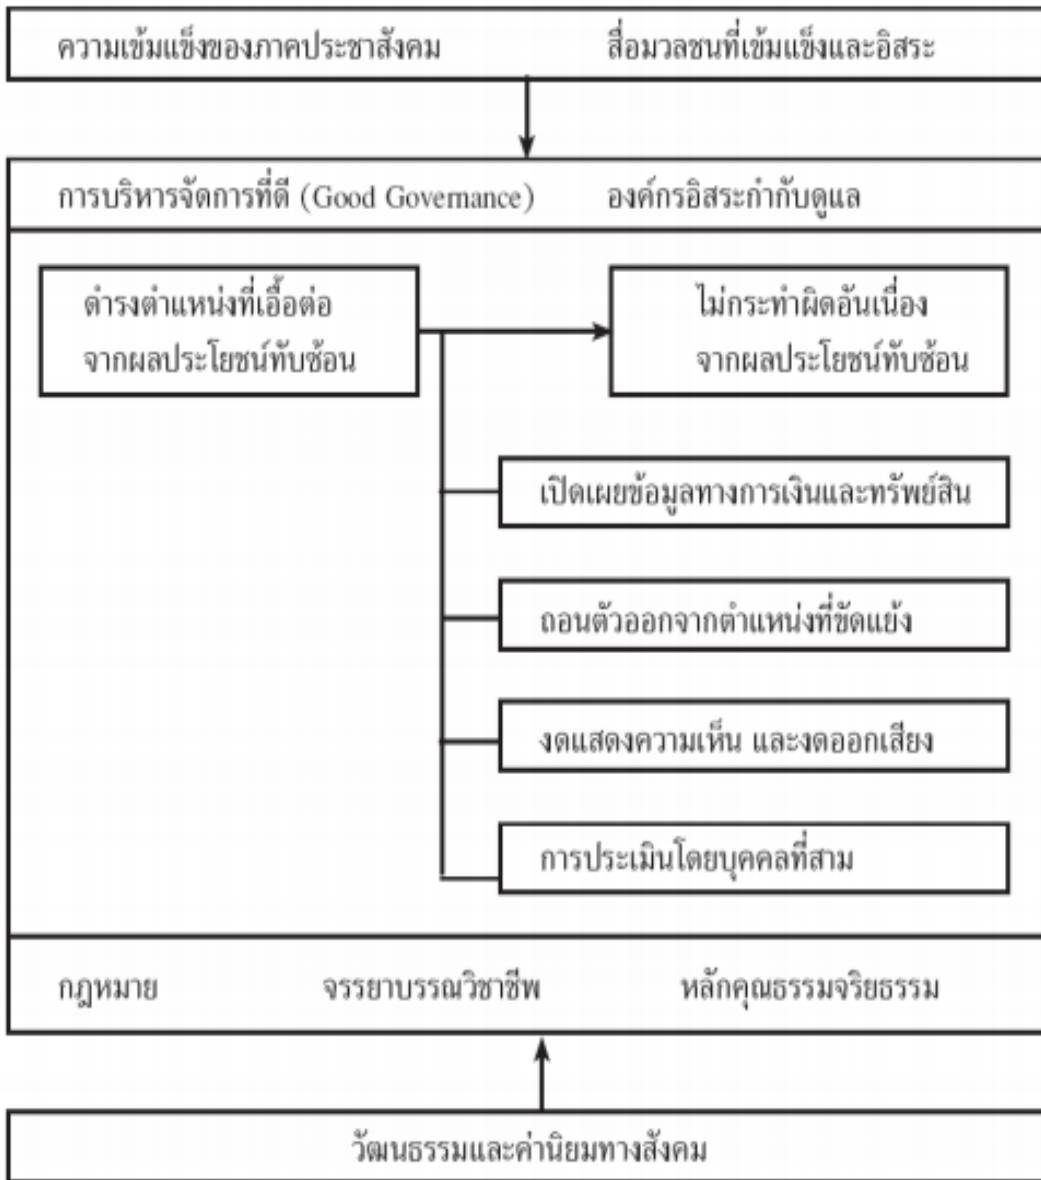 ความเข้มแข็งของภาคประชาสังคม สื่อมวลชนที่เข้มแข็งและอิสระ
การบริหารจัดการที่ดี (Good Governance) องค์กรอิสระกำกับดูแล
ดำรงตำแหน่งที่เอื้อต่อ
จากผลประโยชน์ทับซ้อน
ไม่กระทำผิดอันเนื่อง
จากผลประโยชน์ทับซ้อน
เปิดเผยข้อมูลทางการเงินและทรัพย์สิน
ถอนตัวออกจากตำแหน่งที่ขัดแย้ง
งดแสดงความเห็น และงดออกเสียง
การประเมินโดยบุคคลที่สาม
กฎหมาย จรรยาบรรณวิชาชีพ หลักคุณธรรมจริยธรรม
วัฒนธรรมและค่านิยมทางสังคม